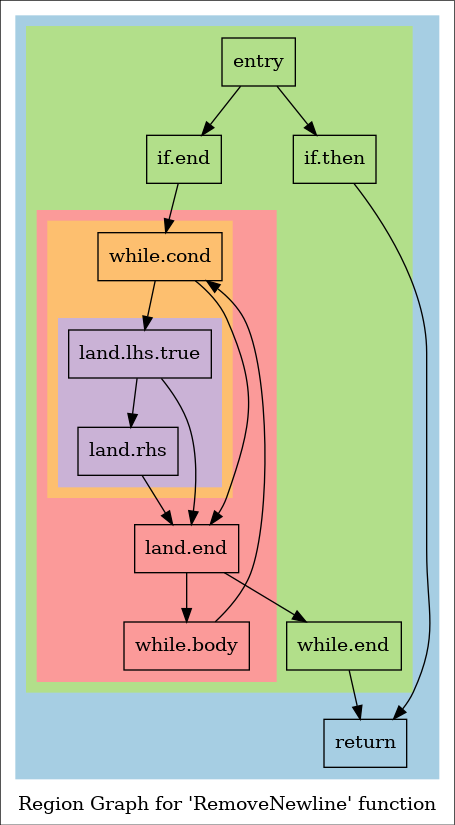 entry
if.end
if.then
while.cond
land.lhs.true
land.rhs
land.end
while.body
while.end
return
Region Graph for 'RemoveNewline' function